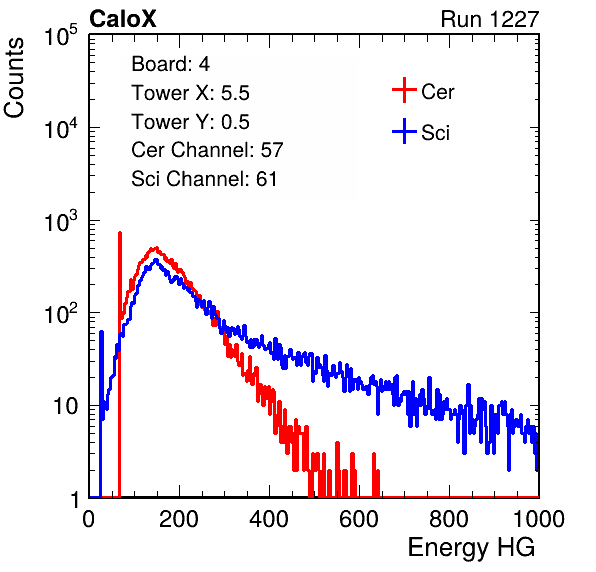 CaloX Run 1227
Counts
Board: 4
Tower X: 5.5
Tower Y: 0.5
Cer Channel: 57
Sci Channel: 61
Cer
Sci
10^5
10^4
10^3
10^2
10
1
0 200 400 600 800 1000
Energy HG